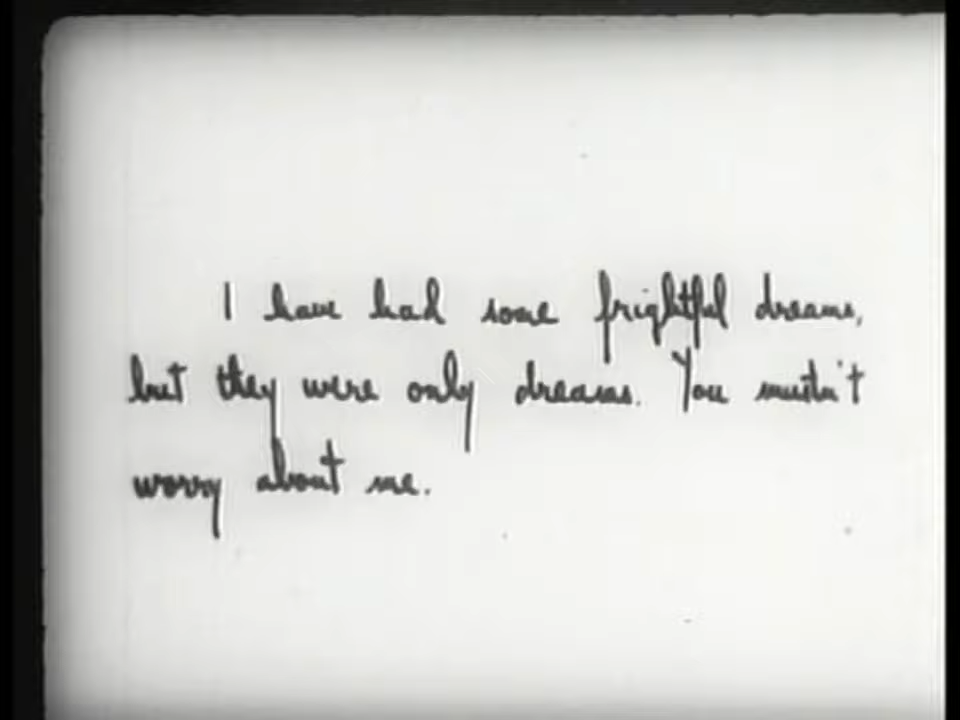 I have had some frightful dreams,
but they were only dreams. You mustn't
worry about me.